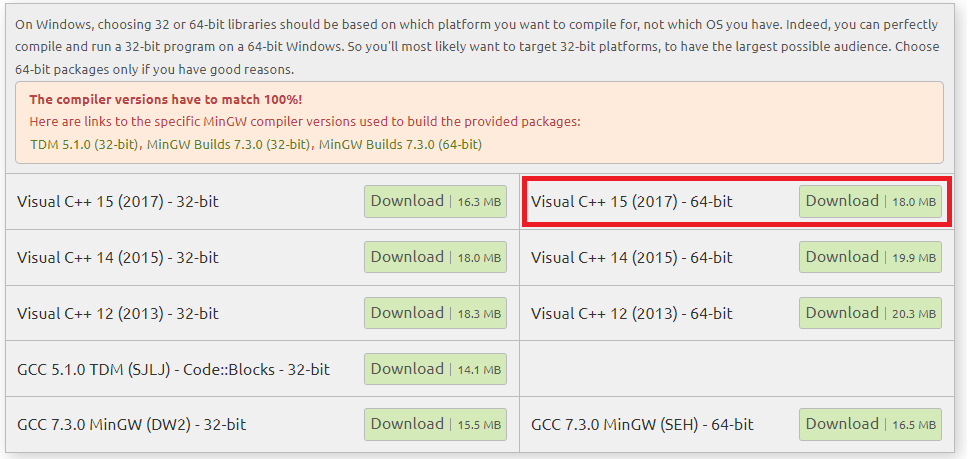 On Windows, choosing 32 or 64-bit libraries should be based on which platform you want to compile for, not which OS you have. Indeed, you can perfectly
compile and run a 32-bit program on a 64-bit Windows. So you'll most likely want to target 32-bit platforms, to have the largest possible audience. Choose
64-bit packages only if you have good reasons.
The compiler versions have to match 100%!
Here are links to the specific MinGW compiler versions used to build the provided packages:
TDM 5.1.0 (32-bit), MinGW Builds 7.3.0 (32-bit), MinGW Builds 7.3.0 (64-bit)
Visual C++ 15 (2017) - 32-bit Download | 16.3 MB Visual C++ 15 (2017) - 64-bit Download | 18.0 MB
Visual C++ 14 (2015) - 32-bit Download | 18.0 MB Visual C++ 14 (2015) - 64-bit Download | 19.9 MB
Visual C++ 12 (2013) - 32-bit Download | 18.3 MB Visual C++ 12 (2013) - 64-bit Download | 20.3 MB
GCC 5.1.0 TDM (SJLJ) - Code::Blocks - 32-bit Download | 14.1 MB
GCC 7.3.0 MinGW (DW2) - 32-bit Download | 15.5 MB GCC 7.3.0 MinGW (SEH) - 64-bit Download | 16.5 MB